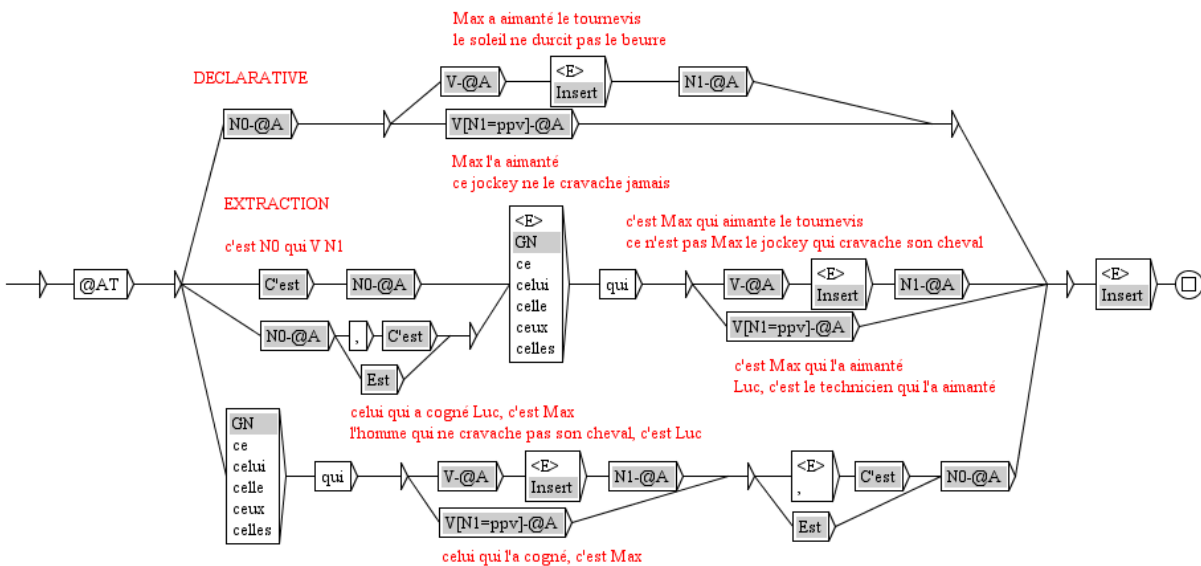 Max a aimanté le tournevis
le soleil ne durcit pas le beurre
DECLARATIVE
V-@A
<E>
Insert
N1-@A
N0-@A
V[N1=ppv]-@A
Max l'a aimanté
ce jockey ne le cravache jamais
EXTRACTION
c'est N0 qui V N1
<E>
GN
ce
celui
celle
ceux
celles
c'est Max qui aimante le tournevis
ce n'est pas Max le jockey qui cravache son cheval
@AT
C'est
N0-@A
qui
V-@A
<E>
Insert
N1-@A
<E>
Insert
N0-@A
,
C'est
Est
V[N1=ppv]-@A
c'est Max qui l'a aimanté
Luc, c'est le technicien qui l'a aimanté
celui qui a cogné Luc, c'est Max
l'homme qui ne cravache pas son cheval, c'est Luc
GN
ce
celui
celle
ceux
celles
qui
V-@A
<E>
Insert
N1-@A
<E>
,
C'est
N0-@A
V[N1=ppv]-@A
Est
celui qui l'a cogné, c'est Max